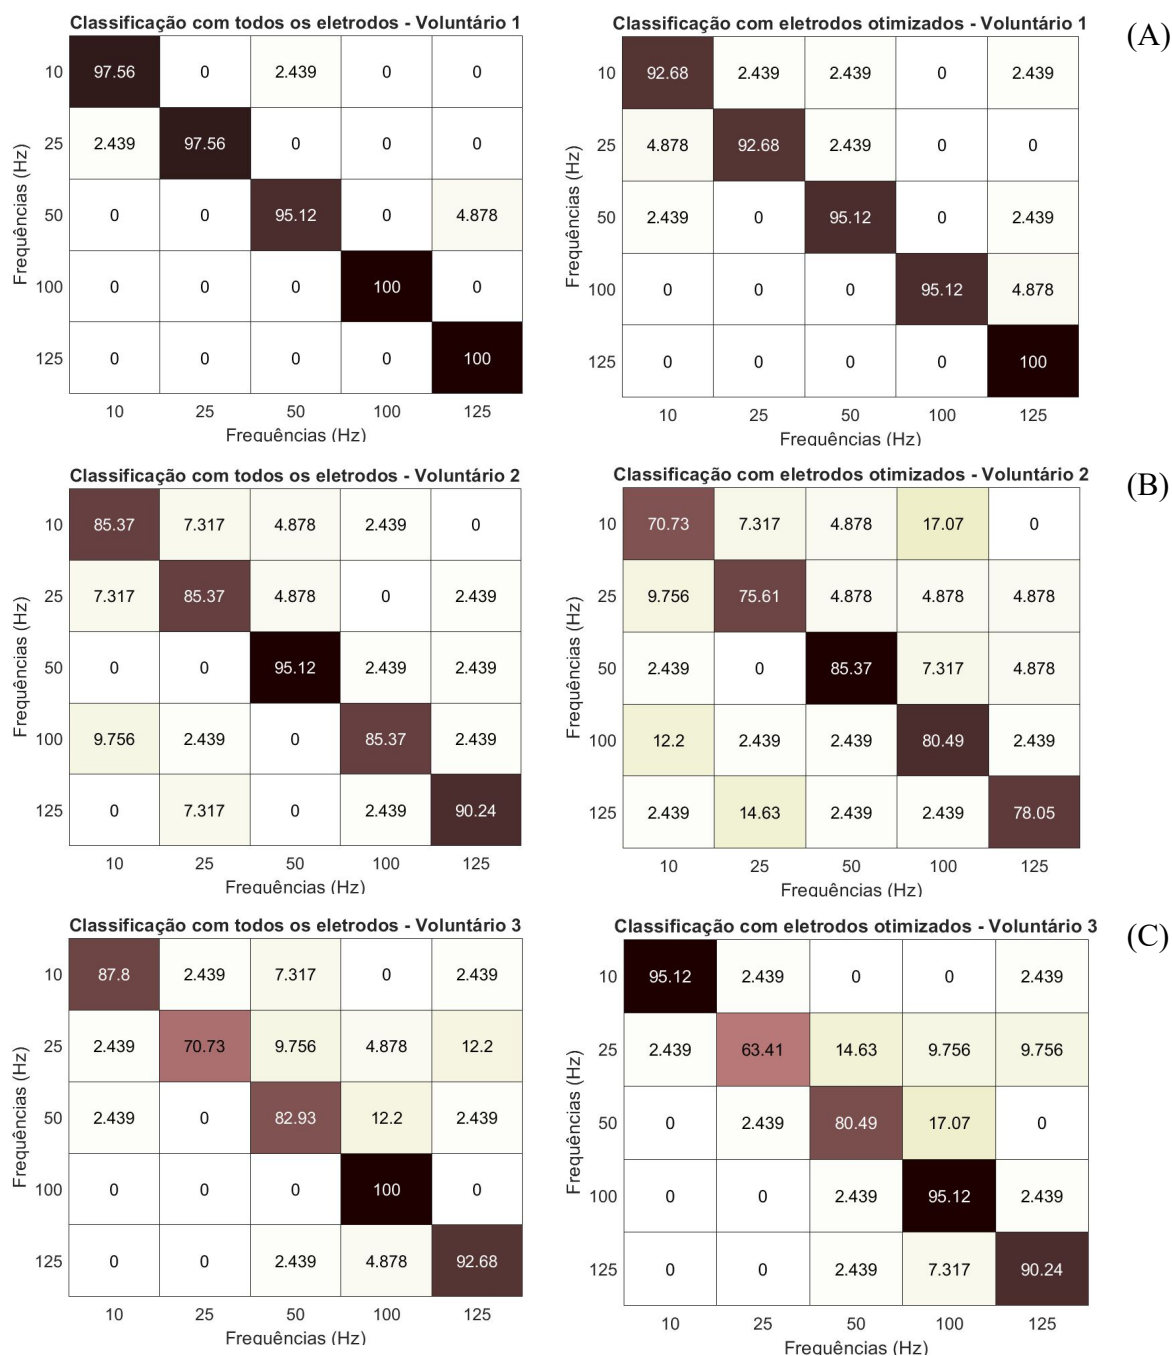 Classificação com todos os eletrodos - Voluntário 1
10 97.56 0 2.439 0 0
25 2.439 97.56 0 0 0
50 0 0 95.12 0 4.878
100 0 0 0 100 0
125 0 0 0 0 100
10 25 50 100 125
Frequências (Hz)
Frequências (Hz)
Classificação com eletrodos otimizados - Voluntário 1
10 92.68 2.439 2.439 0 2.439
25 4.878 92.68 2.439 0 0
50 2.439 0 95.12 0 2.439
100 0 0 0 95.12 4.878
125 0 0 0 0 100
10 25 50 100 125
Frequências (Hz)
Frequências (Hz)
(A)
Classificação com todos os eletrodos - Voluntário 2
10 85.37 7.317 4.878 2.439 0
25 7.317 85.37 4.878 0 2.439
50 0 0 95.12 2.439 2.439
100 9.756 2.439 0 85.37 2.439
125 0 7.317 0 2.439 90.24
10 25 50 100 125
Frequências (Hz)
Frequências (Hz)
Classificação com eletrodos otimizados - Voluntário 2
10 70.73 7.317 4.878 17.07 0
25 9.756 75.61 4.878 4.878 4.878
50 2.439 0 85.37 7.317 4.878
100 12.2 2.439 2.439 80.49 2.439
125 2.439 14.63 2.439 2.439 78.05
10 25 50 100 125
Frequências (Hz)
Frequências (Hz)
(B)
Classificação com todos os eletrodos - Voluntário 3
10 87.8 2.439 7.317 0 2.439
25 2.439 70.73 9.756 4.878 12.2
50 2.439 0 82.93 12.2 2.439
100 0 0 0 100 0
125 0 0 2.439 4.878 92.68
10 25 50 100 125
Frequências (Hz)
Frequências (Hz)
Classificação com eletrodos otimizados - Voluntário 3
10 95.12 2.439 0 0 2.439
25 2.439 63.41 14.63 9.756 9.756
50 0 2.439 80.49 17.07 0
100 0 0 2.439 95.12 2.439
125 0 0 2.439 7.317 90.24
10 25 50 100 125
Frequências (Hz)
Frequências (Hz)
(C)